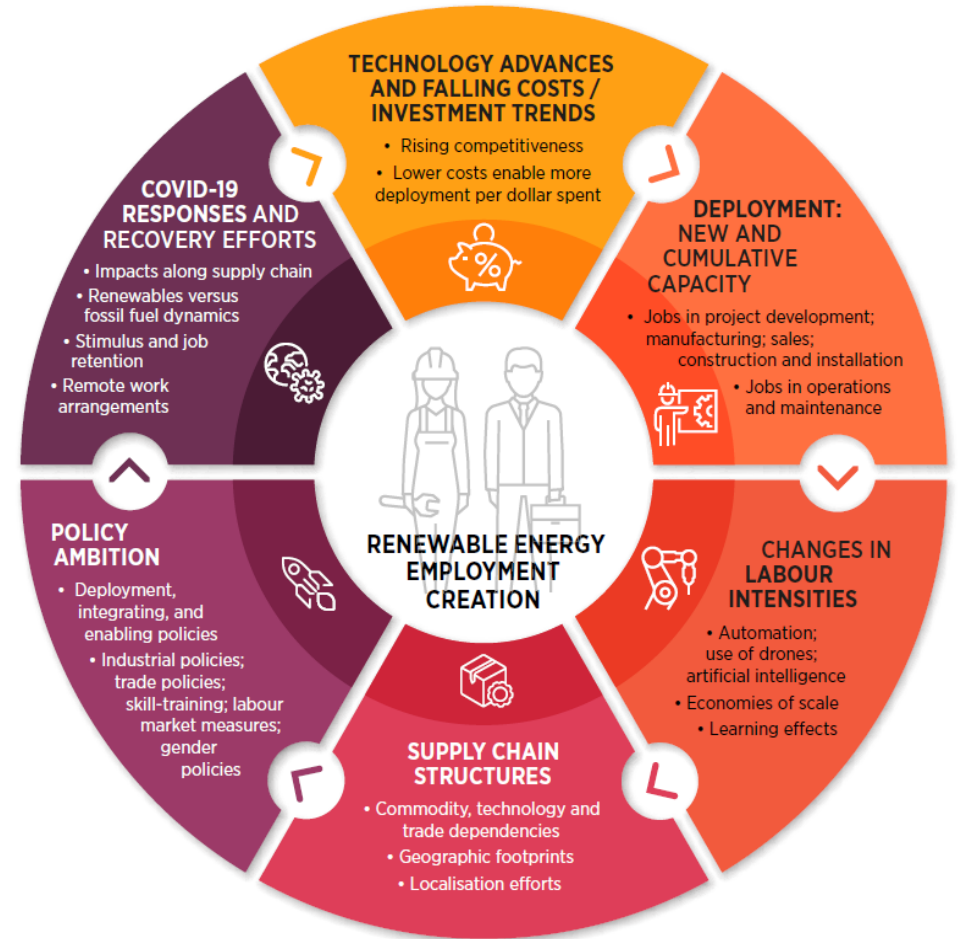 TECHNOLOGY ADVANCES
AND FALLING COSTS /
INVESTMENT TRENDS
• Rising competitiveness
• Lower costs enable more
deployment per dollar spent
%
DEPLOYMENT:
NEW AND
CUMULATIVE
CAPACITY
• Jobs in project development;
manufacturing; sales;
construction and installation
• Jobs in operations
and maintenance
CHANGES IN
LABOUR
INTENSITIES
• Automation;
use of drones;
artificial intelligence
• Economies of scale
• Learning effects
SUPPLY CHAIN
STRUCTURES
• Commodity, technology and
trade dependencies
• Geographic footprints
• Localisation efforts
POLICY
AMBITION
• Deployment,
integrating, and
enabling policies
• Industrial policies;
trade policies;
skill-training; labour
market measures;
gender
policies
COVID-19
RESPONSES AND
RECOVERY EFFORTS
• Impacts along supply chain
• Renewables versus
fossil fuel dynamics
• Stimulus and job
retention
• Remote work
arrangements
RENEWABLE ENERGY
EMPLOYMENT
CREATION